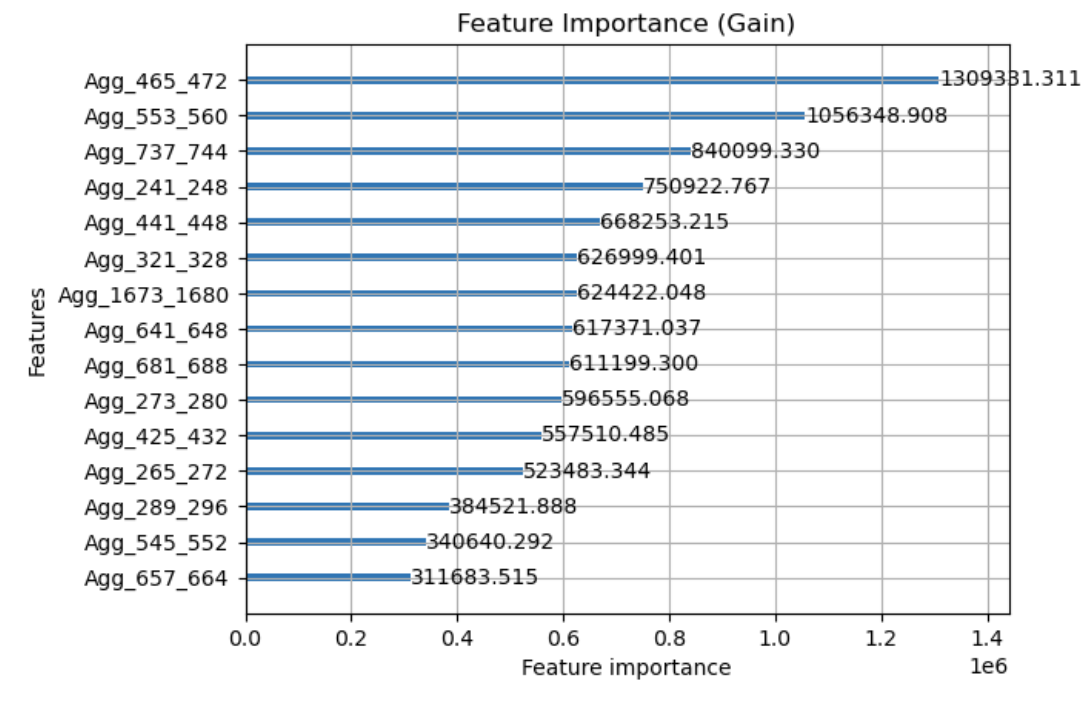 Feature Importance (Gain)
Features
Agg_465_472 1309331.311
Agg_553_560 1056348.908
Agg_737_744 840099.330
Agg_241_248 750922.767
Agg_441_448 668253.215
Agg_321_328 626999.401
Agg_1673_1680 624422.048
Agg_641_648 617371.037
Agg_681_688 611199.300
Agg_273_280 596555.068
Agg_425_432 557510.485
Agg_265_272 523483.344
Agg_289_296 384521.888
Agg_545_552 340640.292
Agg_657_664 311683.515
0.0 0.2 0.4 0.6 0.8 1.0 1.2 1.4
Feature importance 1e6